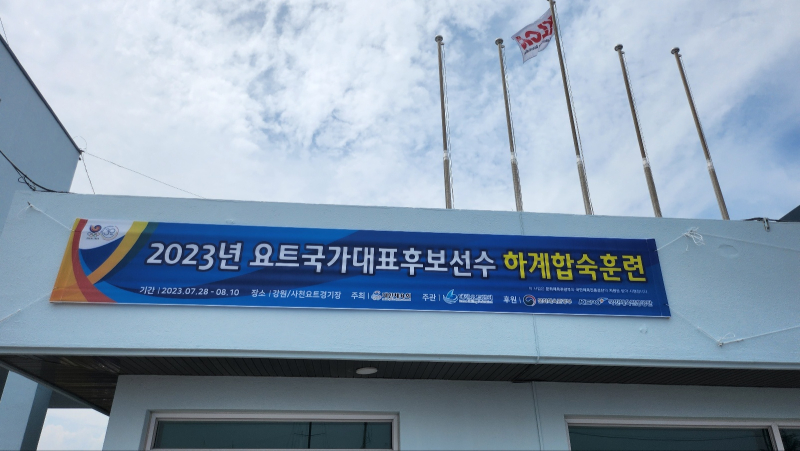 2023년 요트국가대표후보선수 하계합숙훈련
기간 | 2023.07.28 - 08.10 장소 | 강원/사천요트경기장 주최 | 주관 | 후원 |